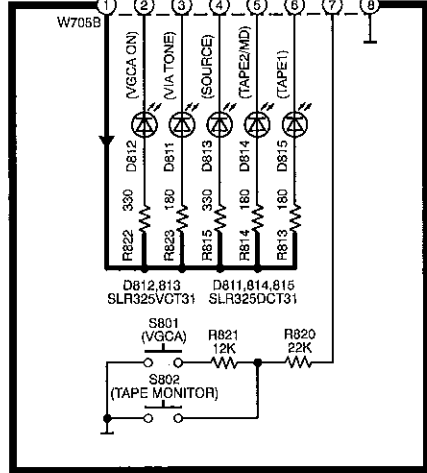 1 2 3 4 5 6 7 8
W705B
(VGCA ON)
(VIA TONE)
(SOURCE)
(TAPE2/MD)
(TAPE1)
D812
D811
D813
D814
D815
330
180
330
180
180
R822
R823
R815
R814
R813
D812,813
SLR325VCT31
D811,814,815
SLR325DCT31
S801
(VGCA)
R821
12K
R820
22K
S802
(TAPE MONITOR)